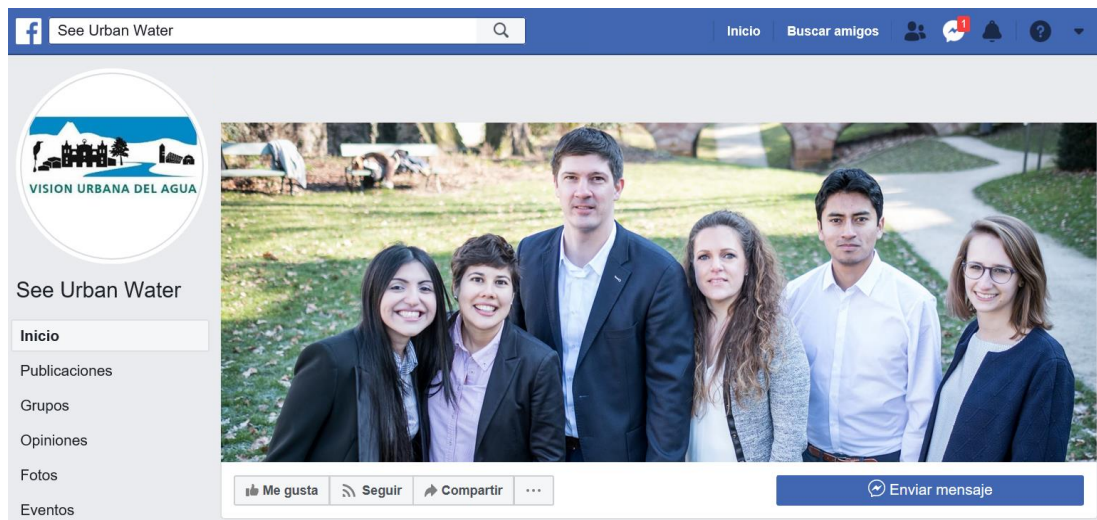 See Urban Water
Inicio Buscar amigos 1 ?
VISION URBANA DEL AGUA
See Urban Water
Inicio
Publicaciones
Grupos
Opiniones
Fotos
Eventos
Me gusta Seguir Compartir ...
Enviar mensaje